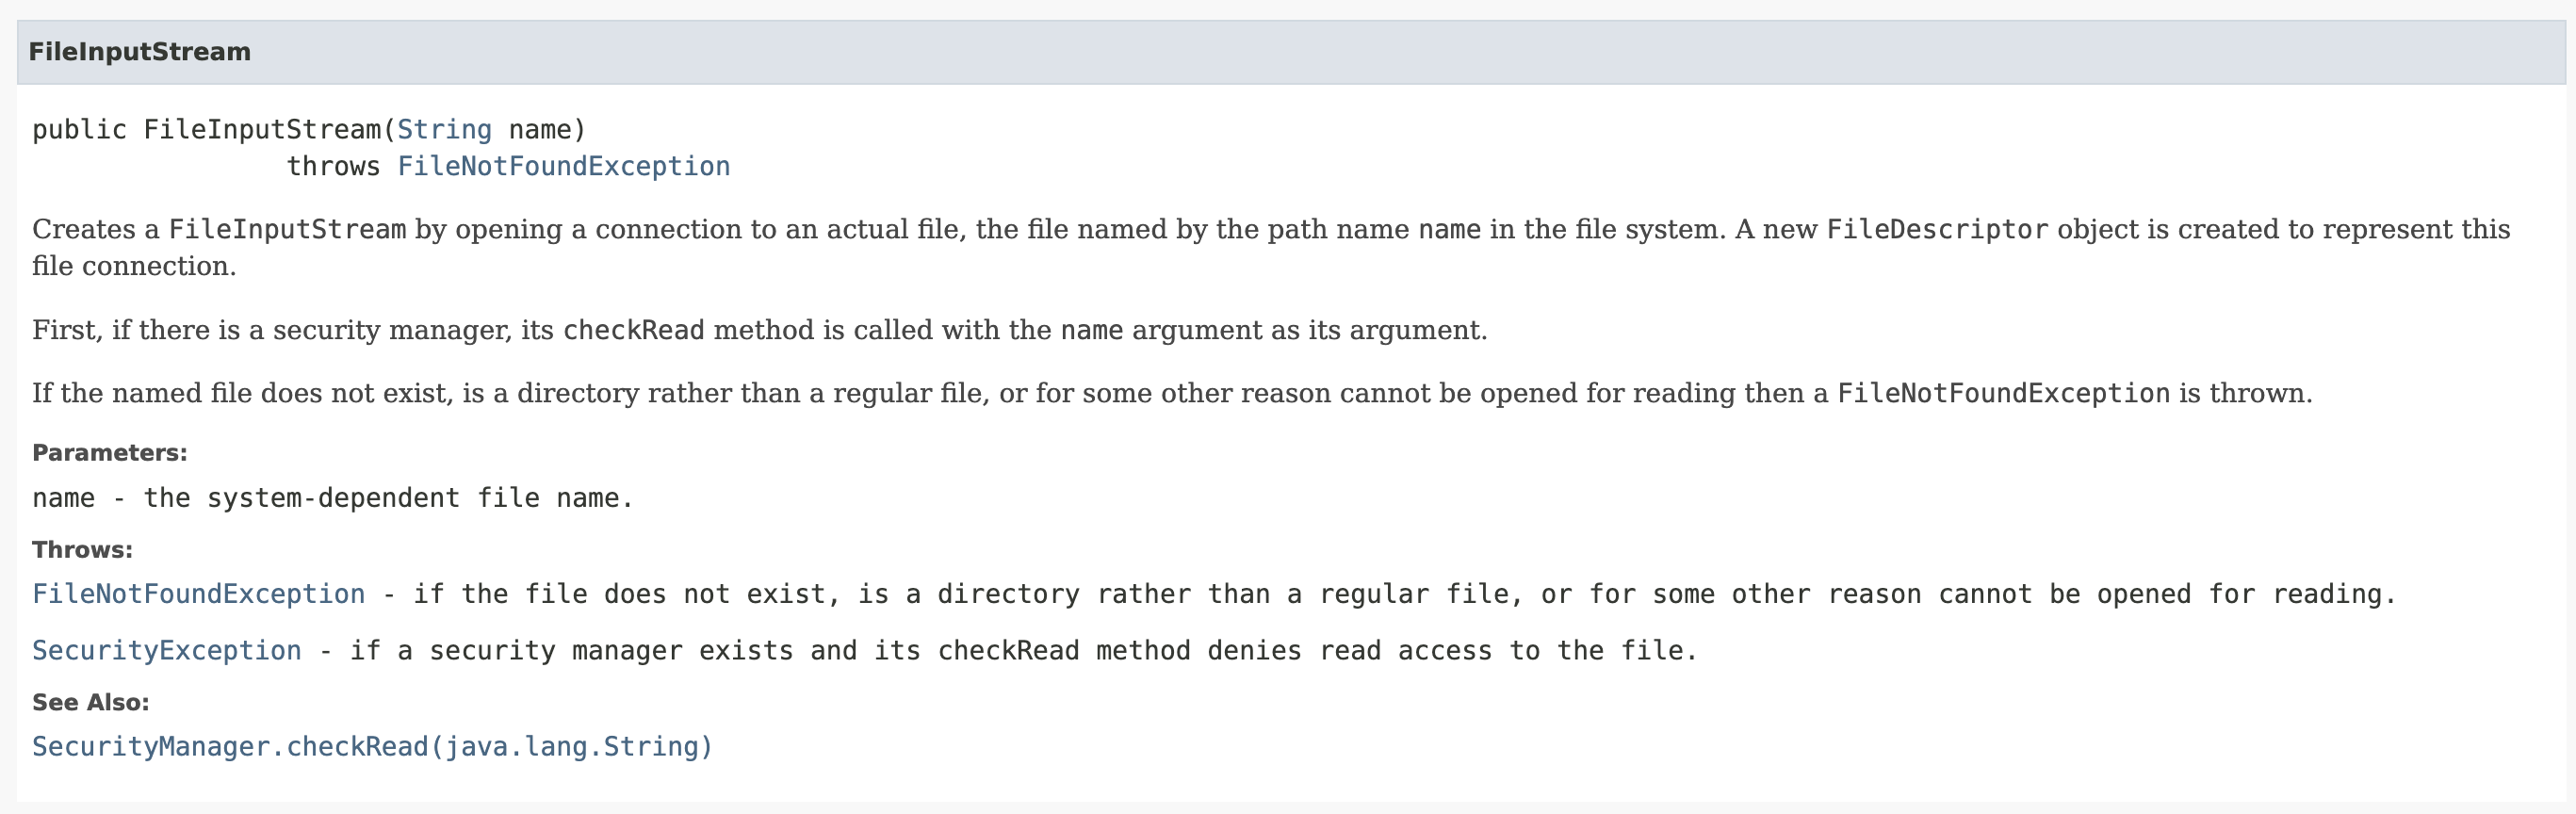 FileInputStream
public FileInputStream(String name)
throws FileNotFoundException
Creates a FileInputStream by opening a connection to an actual file, the file named by the path name name in the file system. A new FileDescriptor object is created to represent this
file connection.
First, if there is a security manager, its checkRead method is called with the name argument as its argument.
If the named file does not exist, is a directory rather than a regular file, or for some other reason cannot be opened for reading then a FileNotFoundException is thrown.
Parameters:
name - the system-dependent file name.
Throws:
FileNotFoundException - if the file does not exist, is a directory rather than a regular file, or for some other reason cannot be opened for reading.
SecurityException - if a security manager exists and its checkRead method denies read access to the file.
See Also:
SecurityManager.checkRead(java.lang.String)